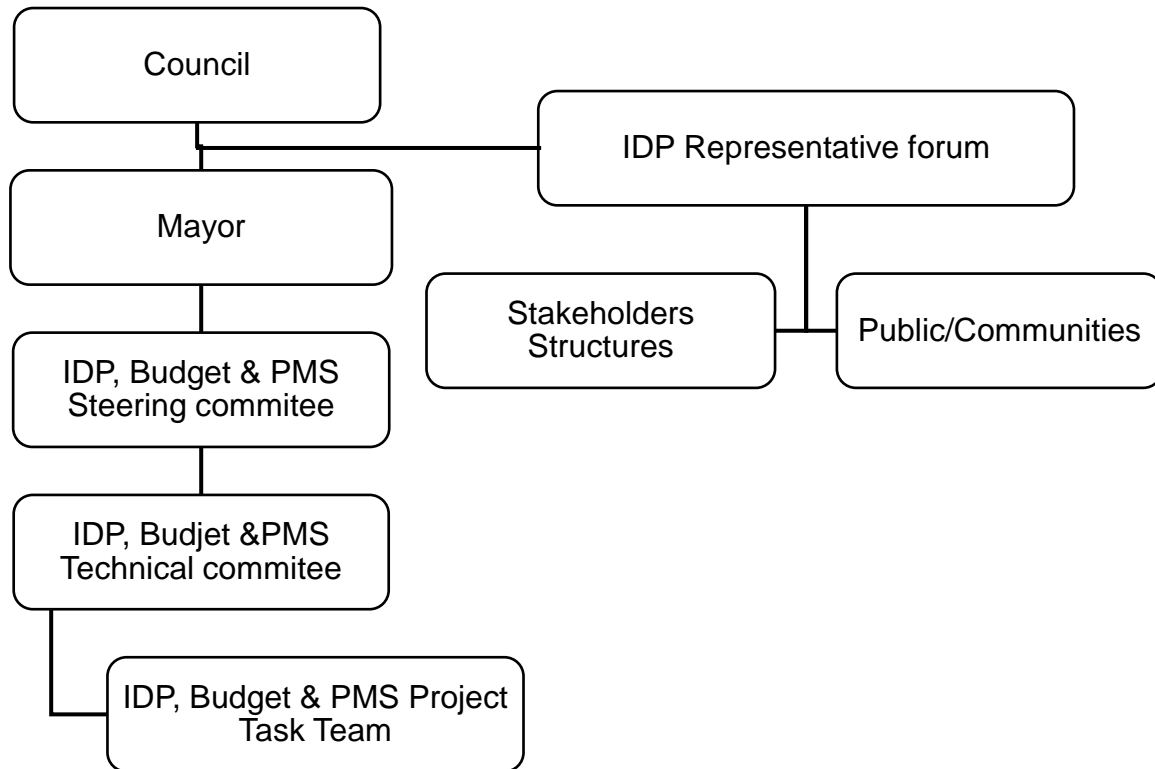 Council
IDP Representative forum
Mayor
Stakeholders
Structures
Public/Communities
IDP, Budget & PMS
Steering commitee
IDP, Budjet &PMS
Technical commitee
IDP, Budget & PMS Project
Task Team